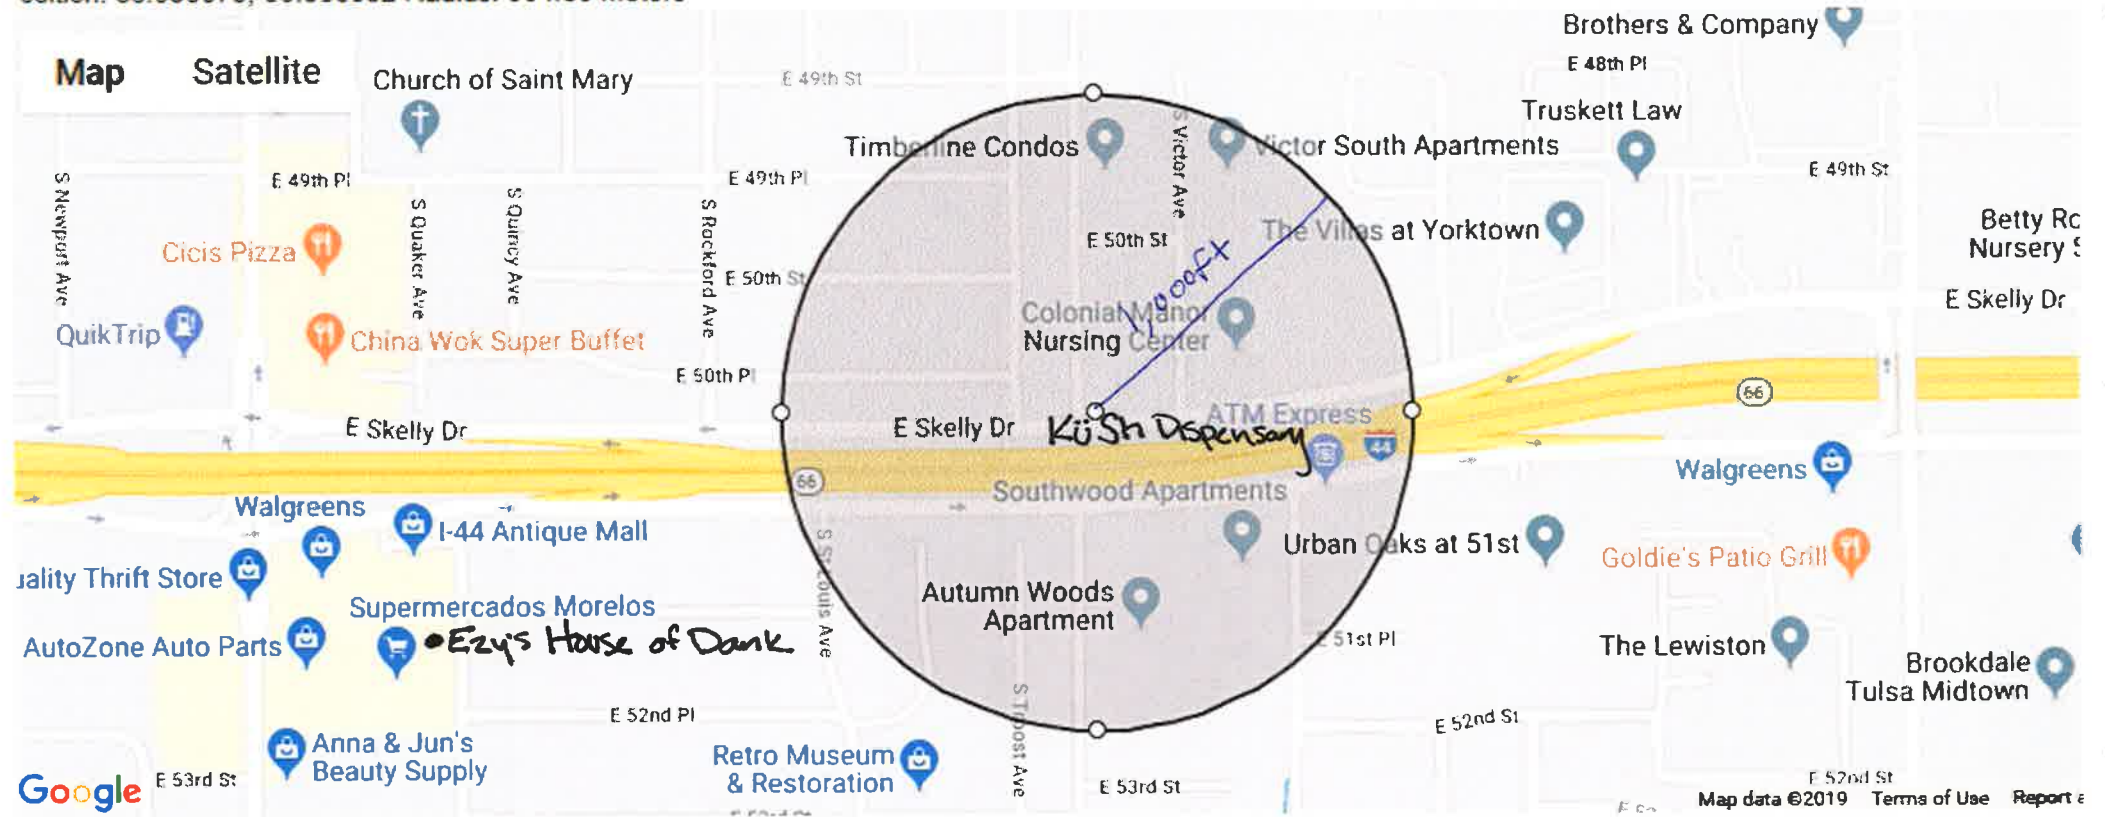 Brothers & Company
E 48th Pl
Map Satellite
Church of Saint Mary
E 49th St
Truskett Law
Timberline Condos
S Victor Ave
Victor South Apartments
E 49th St
E 49th Pl
E 49th Pl
S Newport Ave
S Quaker Ave
S Quincy Ave
S Rockford Ave
Cicis Pizza
E 50th St
The Villas at Yorktown
Betty Ro
Nursery S
E 50th St
1,000ft
E Skelly Dr
QuikTrip
China Wok Super Buffet
Colonial Manor
Nursing Center
E 50th Pl
66
E Skelly Dr
E Skelly Dr
KüSh Dispensary
ATM Express
44
66
Walgreens
Southwood Apartments
Walgreens
I-44 Antique Mall
Urban Oaks at 51st
Goldie's Patio Grill
uality Thrift Store
S St Louis Ave
Autumn Woods
Apartment
Supermercados Morelos
AutoZone Auto Parts
Ezy's House of Dank
E 51st Pl
The Lewiston
Brookdale
Tulsa Midtown
E 52nd Pl
S Troost Ave
E 52nd St
Anna & Jun's
Beauty Supply
Retro Museum
& Restoration
Google
E 53rd St
E 53rd St
E 52nd St
Map data ©2019 Terms of Use Report a